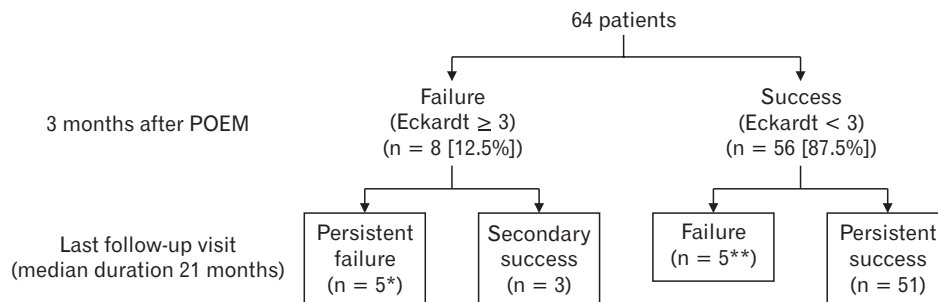 64 patients
3 months after POEM
Failure
(Eckardt ≥ 3)
(n = 8 [12.5%])
Success
(Eckardt < 3)
(n = 56 [87.5%])
Last follow-up visit
(median duration 21 months)
Persistent
failure
(n = 5*)
Secondary
success
(n = 3)
Failure
(n = 5**)
Persistent
success
(n = 51)